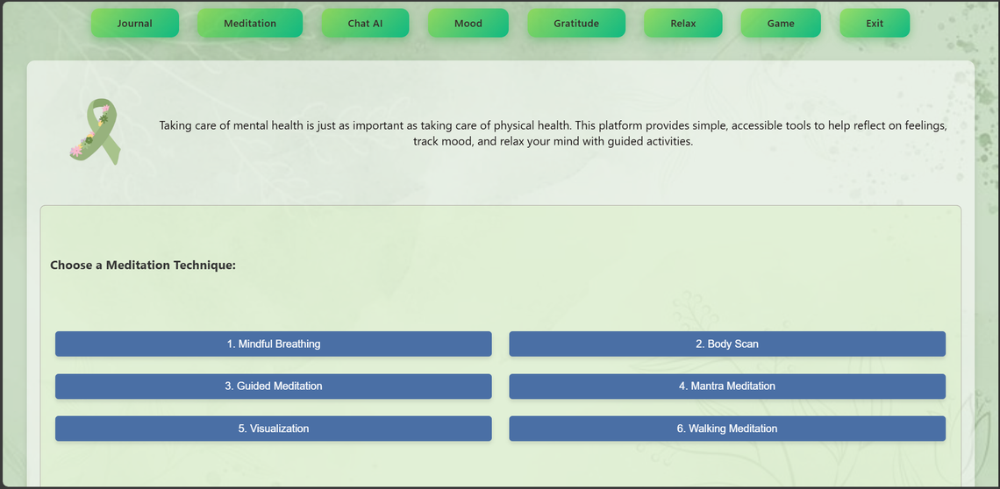 Journal
Meditation
Chat AI
Mood
Gratitude
Relax
Game
Exit
Taking care of mental health is just as important as taking care of physical health. This platform provides simple, accessible tools to help reflect on feelings,
track mood, and relax your mind with guided activities.
Choose a Meditation Technique:
1. Mindful Breathing
2. Body Scan
3. Guided Meditation
4. Mantra Meditation
5. Visualization
6. Walking Meditation